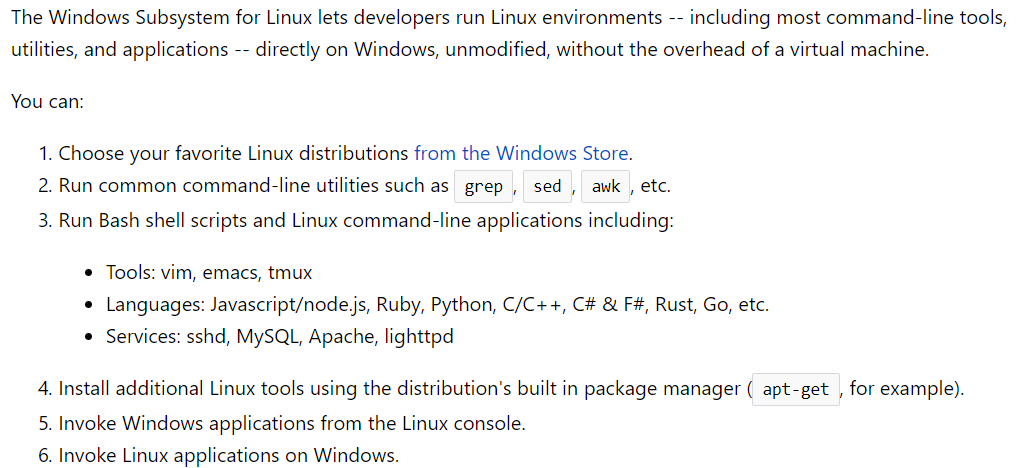 The Windows Subsystem for Linux lets developers run Linux environments -- including most command-line tools,
utilities, and applications -- directly on Windows, unmodified, without the overhead of a virtual machine.
You can:
1. Choose your favorite Linux distributions from the Windows Store.
2. Run common command-line utilities such as grep, sed, awk, etc.
3. Run Bash shell scripts and Linux command-line applications including:
• Tools: vim, emacs, tmux
• Languages: Javascript/node.js, Ruby, Python, C/C++, C# & F#, Rust, Go, etc.
• Services: sshd, MySQL, Apache, lighttpd
4. Install additional Linux tools using the distribution's built in package manager (apt-get, for example).
5. Invoke Windows applications from the Linux console.
6. Invoke Linux applications on Windows.